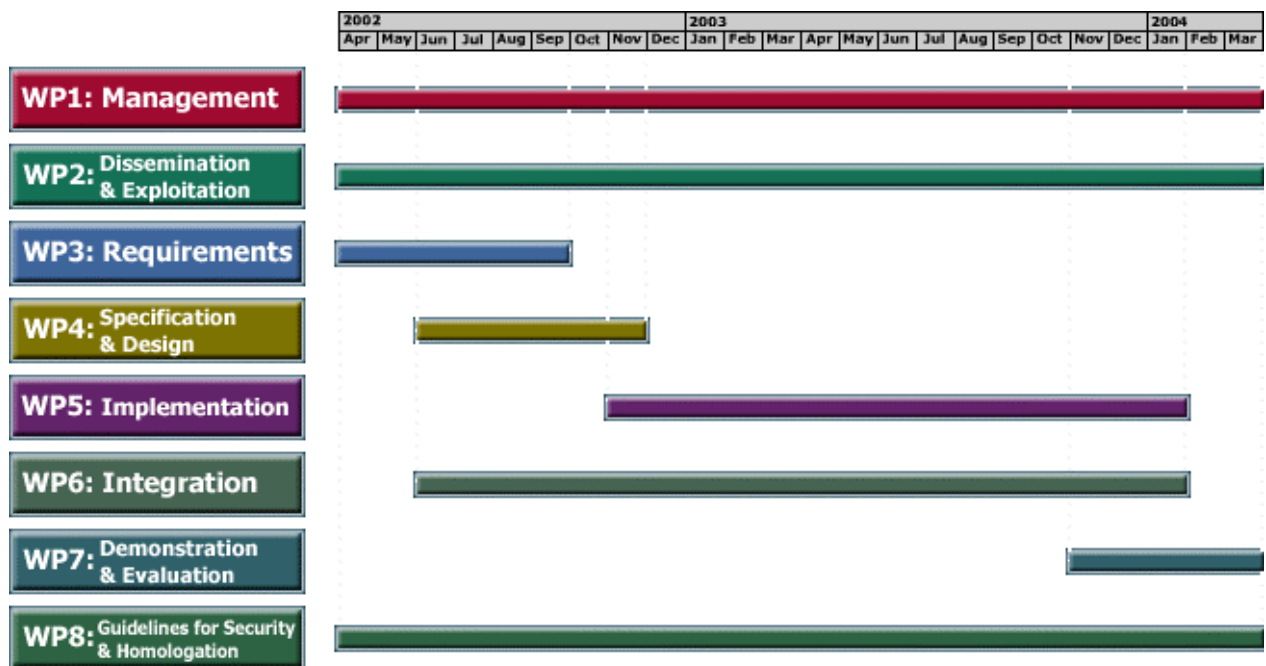 2002 2003 2004
Apr May Jun Jul Aug Sep Oct Nov Dec Jan Feb Mar Apr May Jun Jul Aug Sep Oct Nov Dec Jan Feb Mar
WP1: Management
WP2: Dissemination
& Exploitation
WP3: Requirements
WP4: Specification
& Design
WP5: Implementation
WP6: Integration
WP7: Demonstration
& Evaluation
WP8: Guidelines for Security
& Homologation